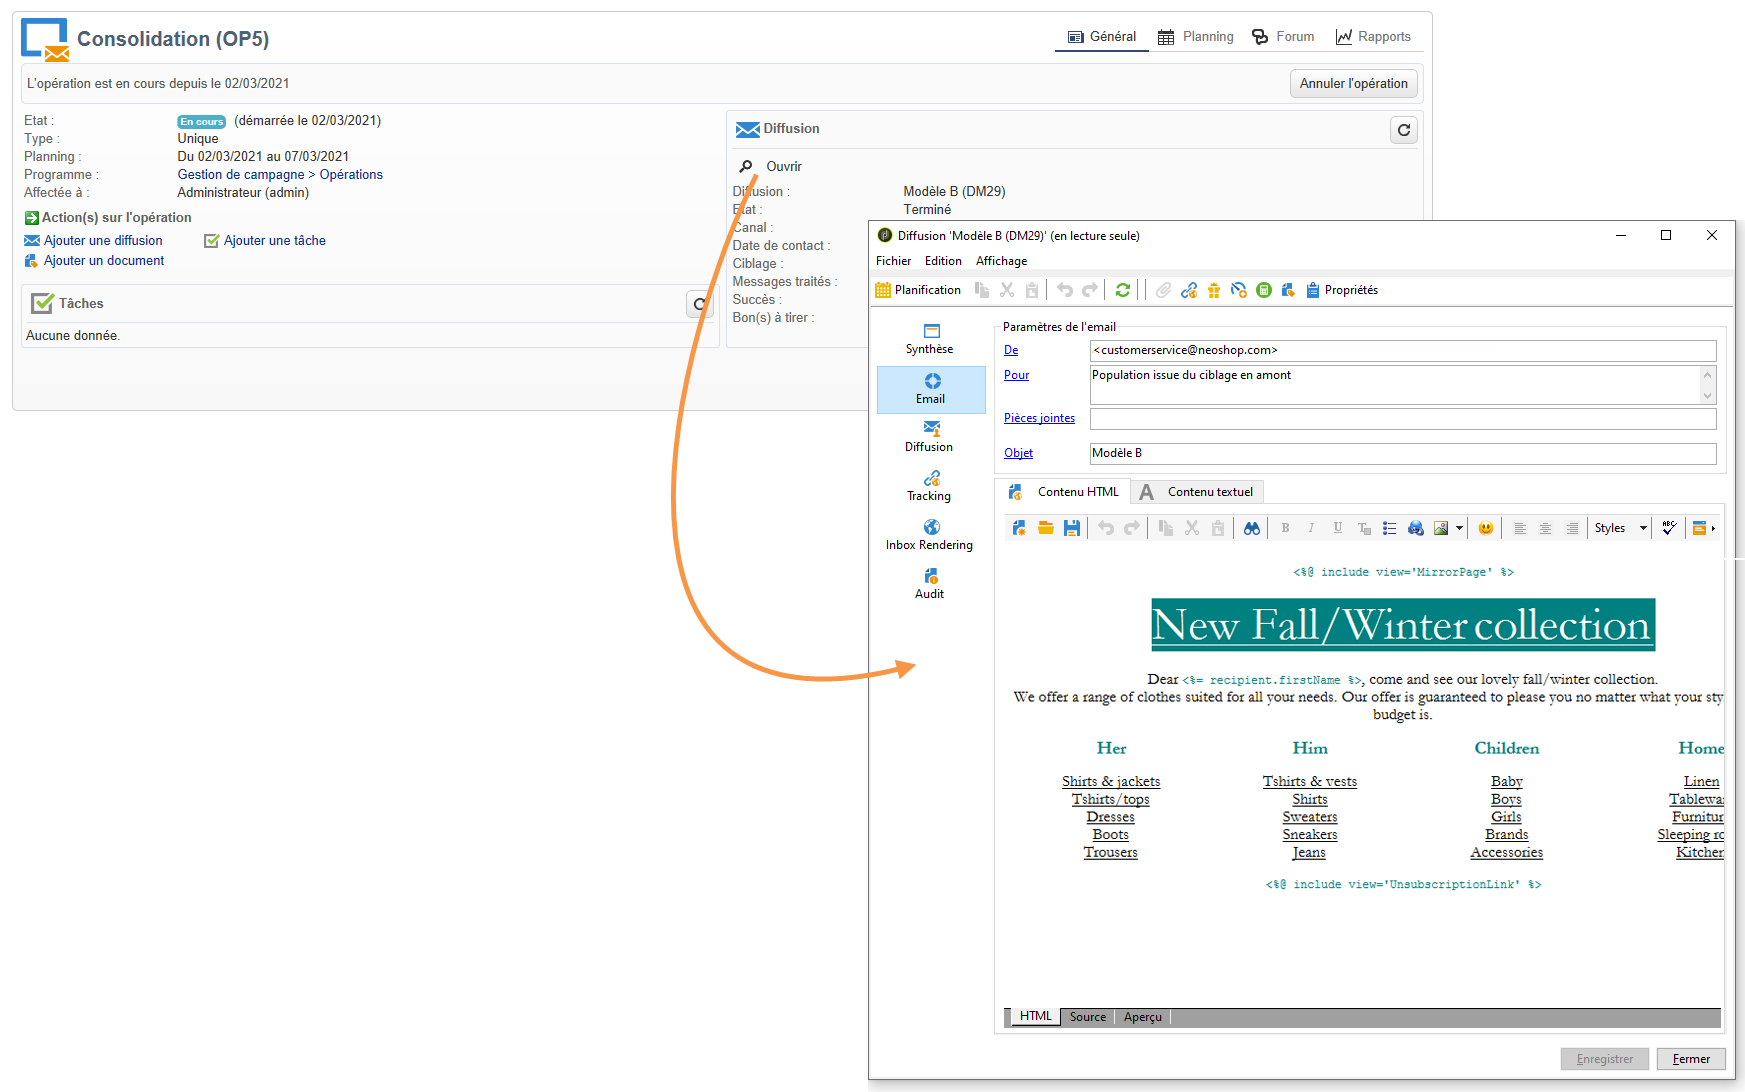 Consolidation (OP5)
Général
Planning
Forum
Rapports
L'opération est en cours depuis le 02/03/2021
Annuler l'opération
Etat :
En cours (démarrée le 02/03/2021)
Type :
Unique
Planning :
Du 02/03/2021 au 07/03/2021
Programme :
Gestion de campagne > Opérations
Affectée à :
Administrateur (admin)
Action(s) sur l'opération
Ajouter une diffusion
Ajouter une tâche
Ajouter un document
Tâches
Aucune donnée.
Diffusion
Ouvrir
Diffusion :
Modèle B (DM29)
Etat :
Terminé
Canal :
Date de contact :
Ciblage :
Messages traités :
Succès :
Bon(s) à tirer :
Diffusion 'Modèle B (DM29)' (en lecture seule)
Fichier Edition Affichage
Planification
Propriétés
Synthèse
Email
Diffusion
Tracking
Inbox Rendering
Audit
Paramètres de l'email
De
<customerservice@neoshop.com>
Pour
Population issue du ciblage en amont
Pièces jointes
Objet
Modèle B
Contenu HTML
A Contenu textuel
B I U T Styles ABC
<%@ include view='MirrorPage' %>
New Fall/Winter collection
Dear <%= recipient.firstName %>, come and see our lovely fall/winter collection.
We offer a range of clothes suited for all your needs. Our offer is guaranteed to please you no matter what your sty
budget is.
Her Him Children Home
Shirts & jackets Tshirts & vests Baby Linen
Tshirts/tops Shirts Boys Tablewa
Dresses Sweaters Girls Furnitur
Boots Sneakers Brands Sleeping ro
Trousers Jeans Accessories Kitchen
<%@ include view='UnsubscriptionLink' %>
HTML Source Aperçu
Enregistrer
Fermer